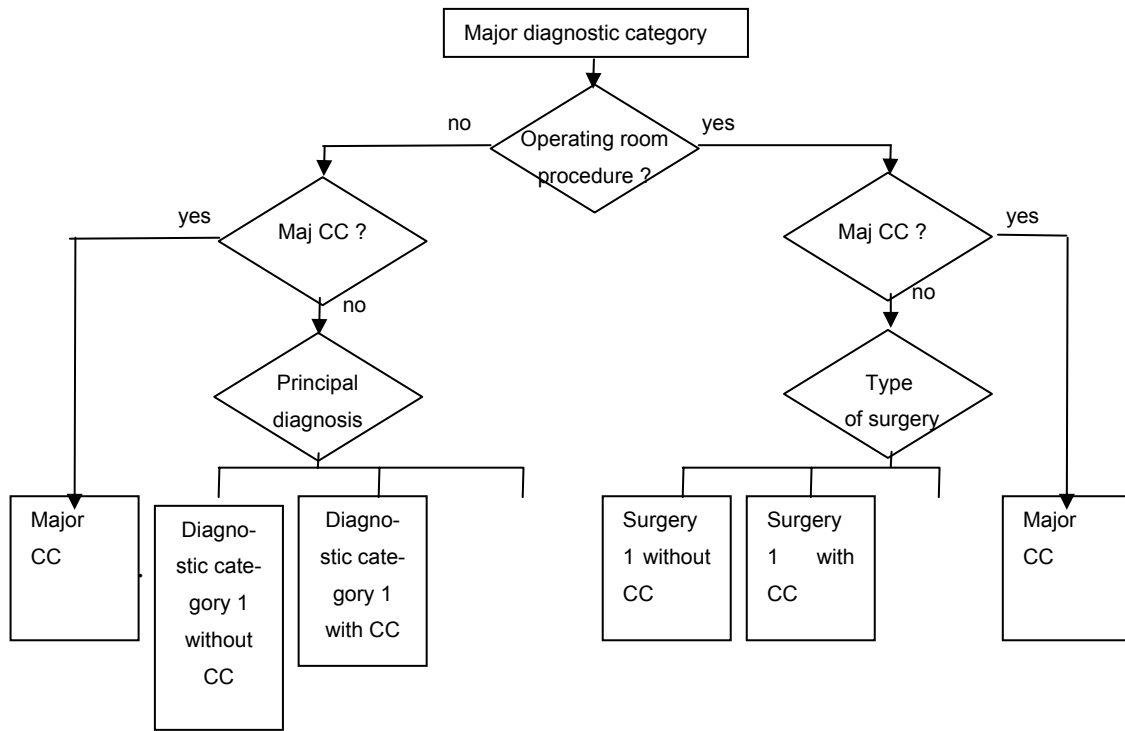 Major diagnostic category
no
yes
Operating room
procedure ?
yes
Maj CC ?
Maj CC ?
yes
no
no
Principal
diagnosis
Type
of surgery
Major
CC
.
Diagno-
stic cate-
gory 1
without
CC
Diagno-
stic cate-
gory 1
with CC
Surgery
1 without
CC
Surgery
1 with
CC
Major
CC